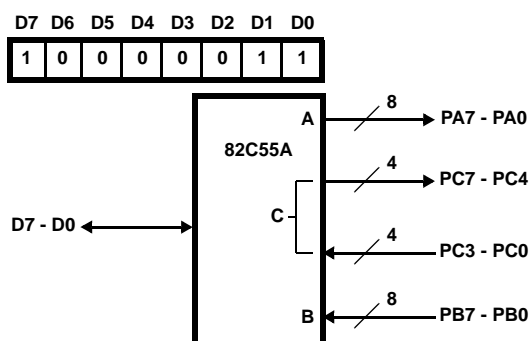 D7 D6 D5 D4 D3 D2 D1 D0
1 0 0 0 0 0 1 1
A
8
PA7 - PA0
82C55A
4
PC7 - PC4
C
D7 - D0
4
PC3 - PC0
B
8
PB7 - PB0